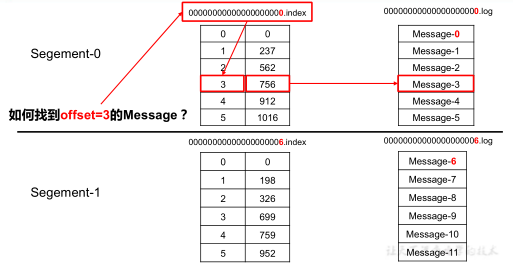 00000000000000000000.index
00000000000000000000.log
Segement-0
0 0
1 237
2 562
3 756
4 912
5 1016
Message-0
Message-1
Message-2
Message-3
Message-4
Message-5
如何找到offset=3的Message？
00000000000000000006.index
00000000000000000006.log
Segement-1
0 0
1 198
2 326
3 699
4 759
5 952
Message-6
Message-7
Message-8
Message-9
Message-10
Message-11